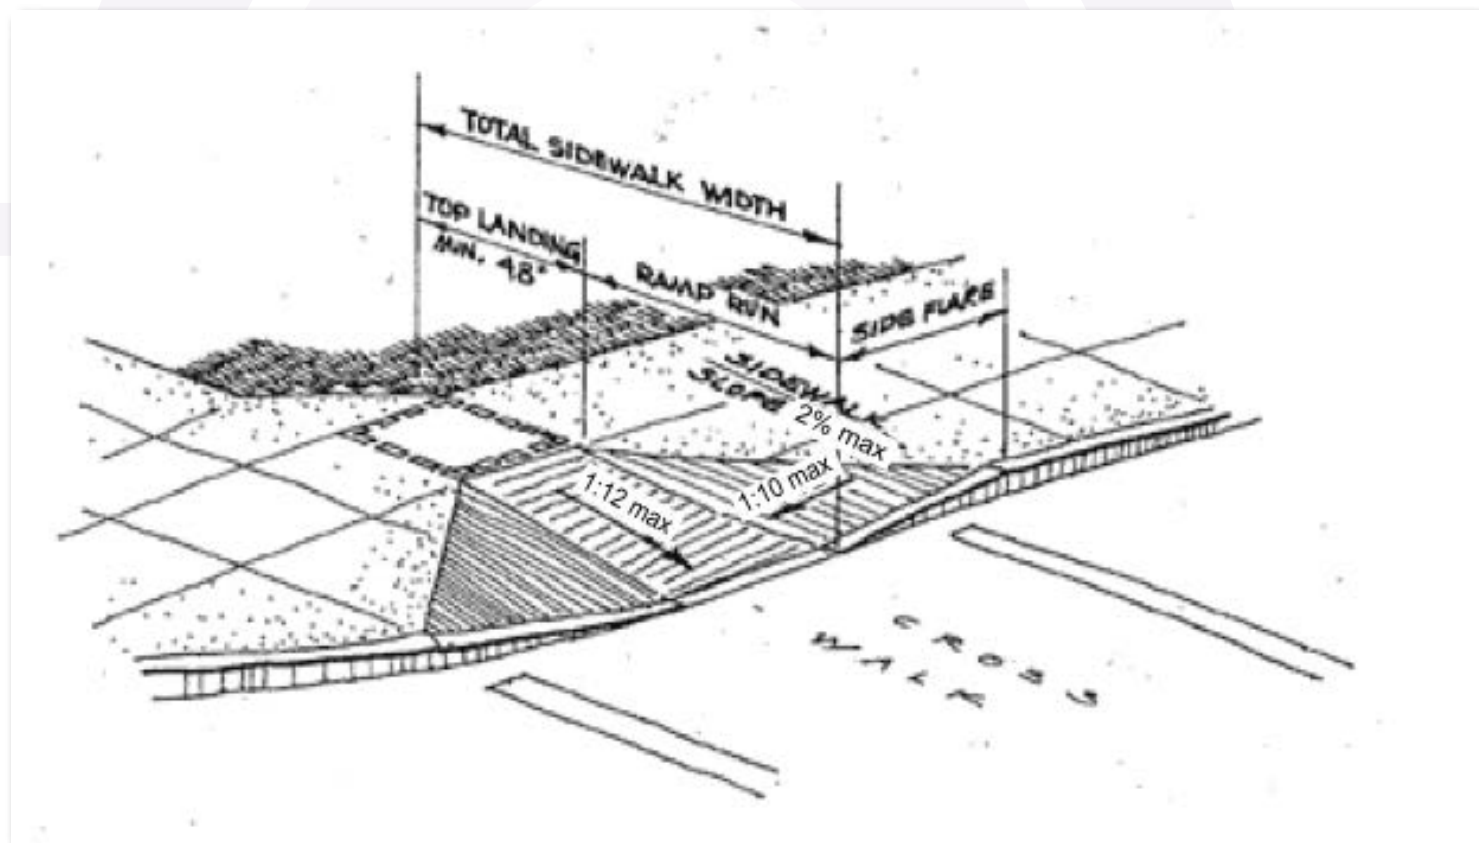 TOTAL SIDEWALK WIDTH
TOP LANDING
MIN. 48"
RAMP RUN
SIDE FLARE
SIDEWALK
SLOPE 2% max
1:12 max
1:10 max
CROSS
WALK